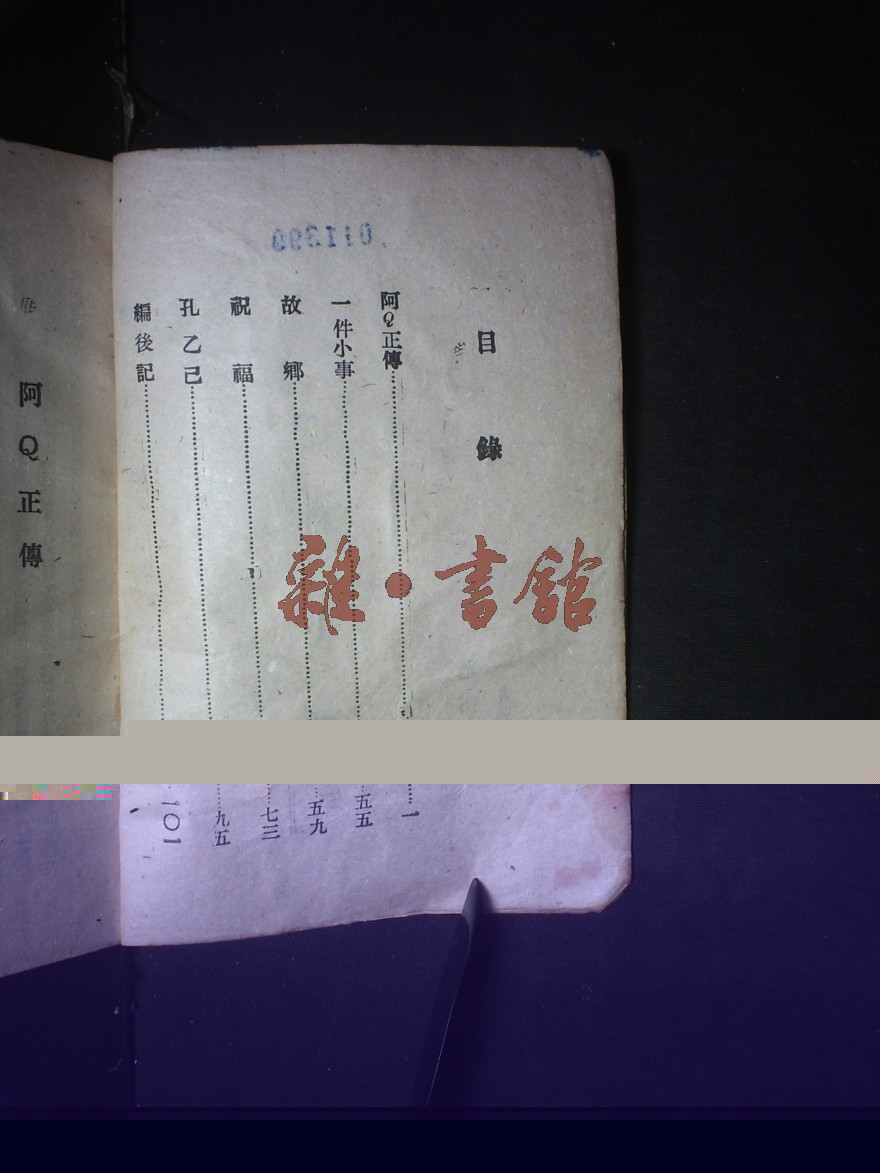 目錄
阿Q正傳……一
一件小事……五五
故鄉……五九
祝福……七三
孔乙己……九五
編後記……一〇一
阿Q正傳
011390
雜·書館